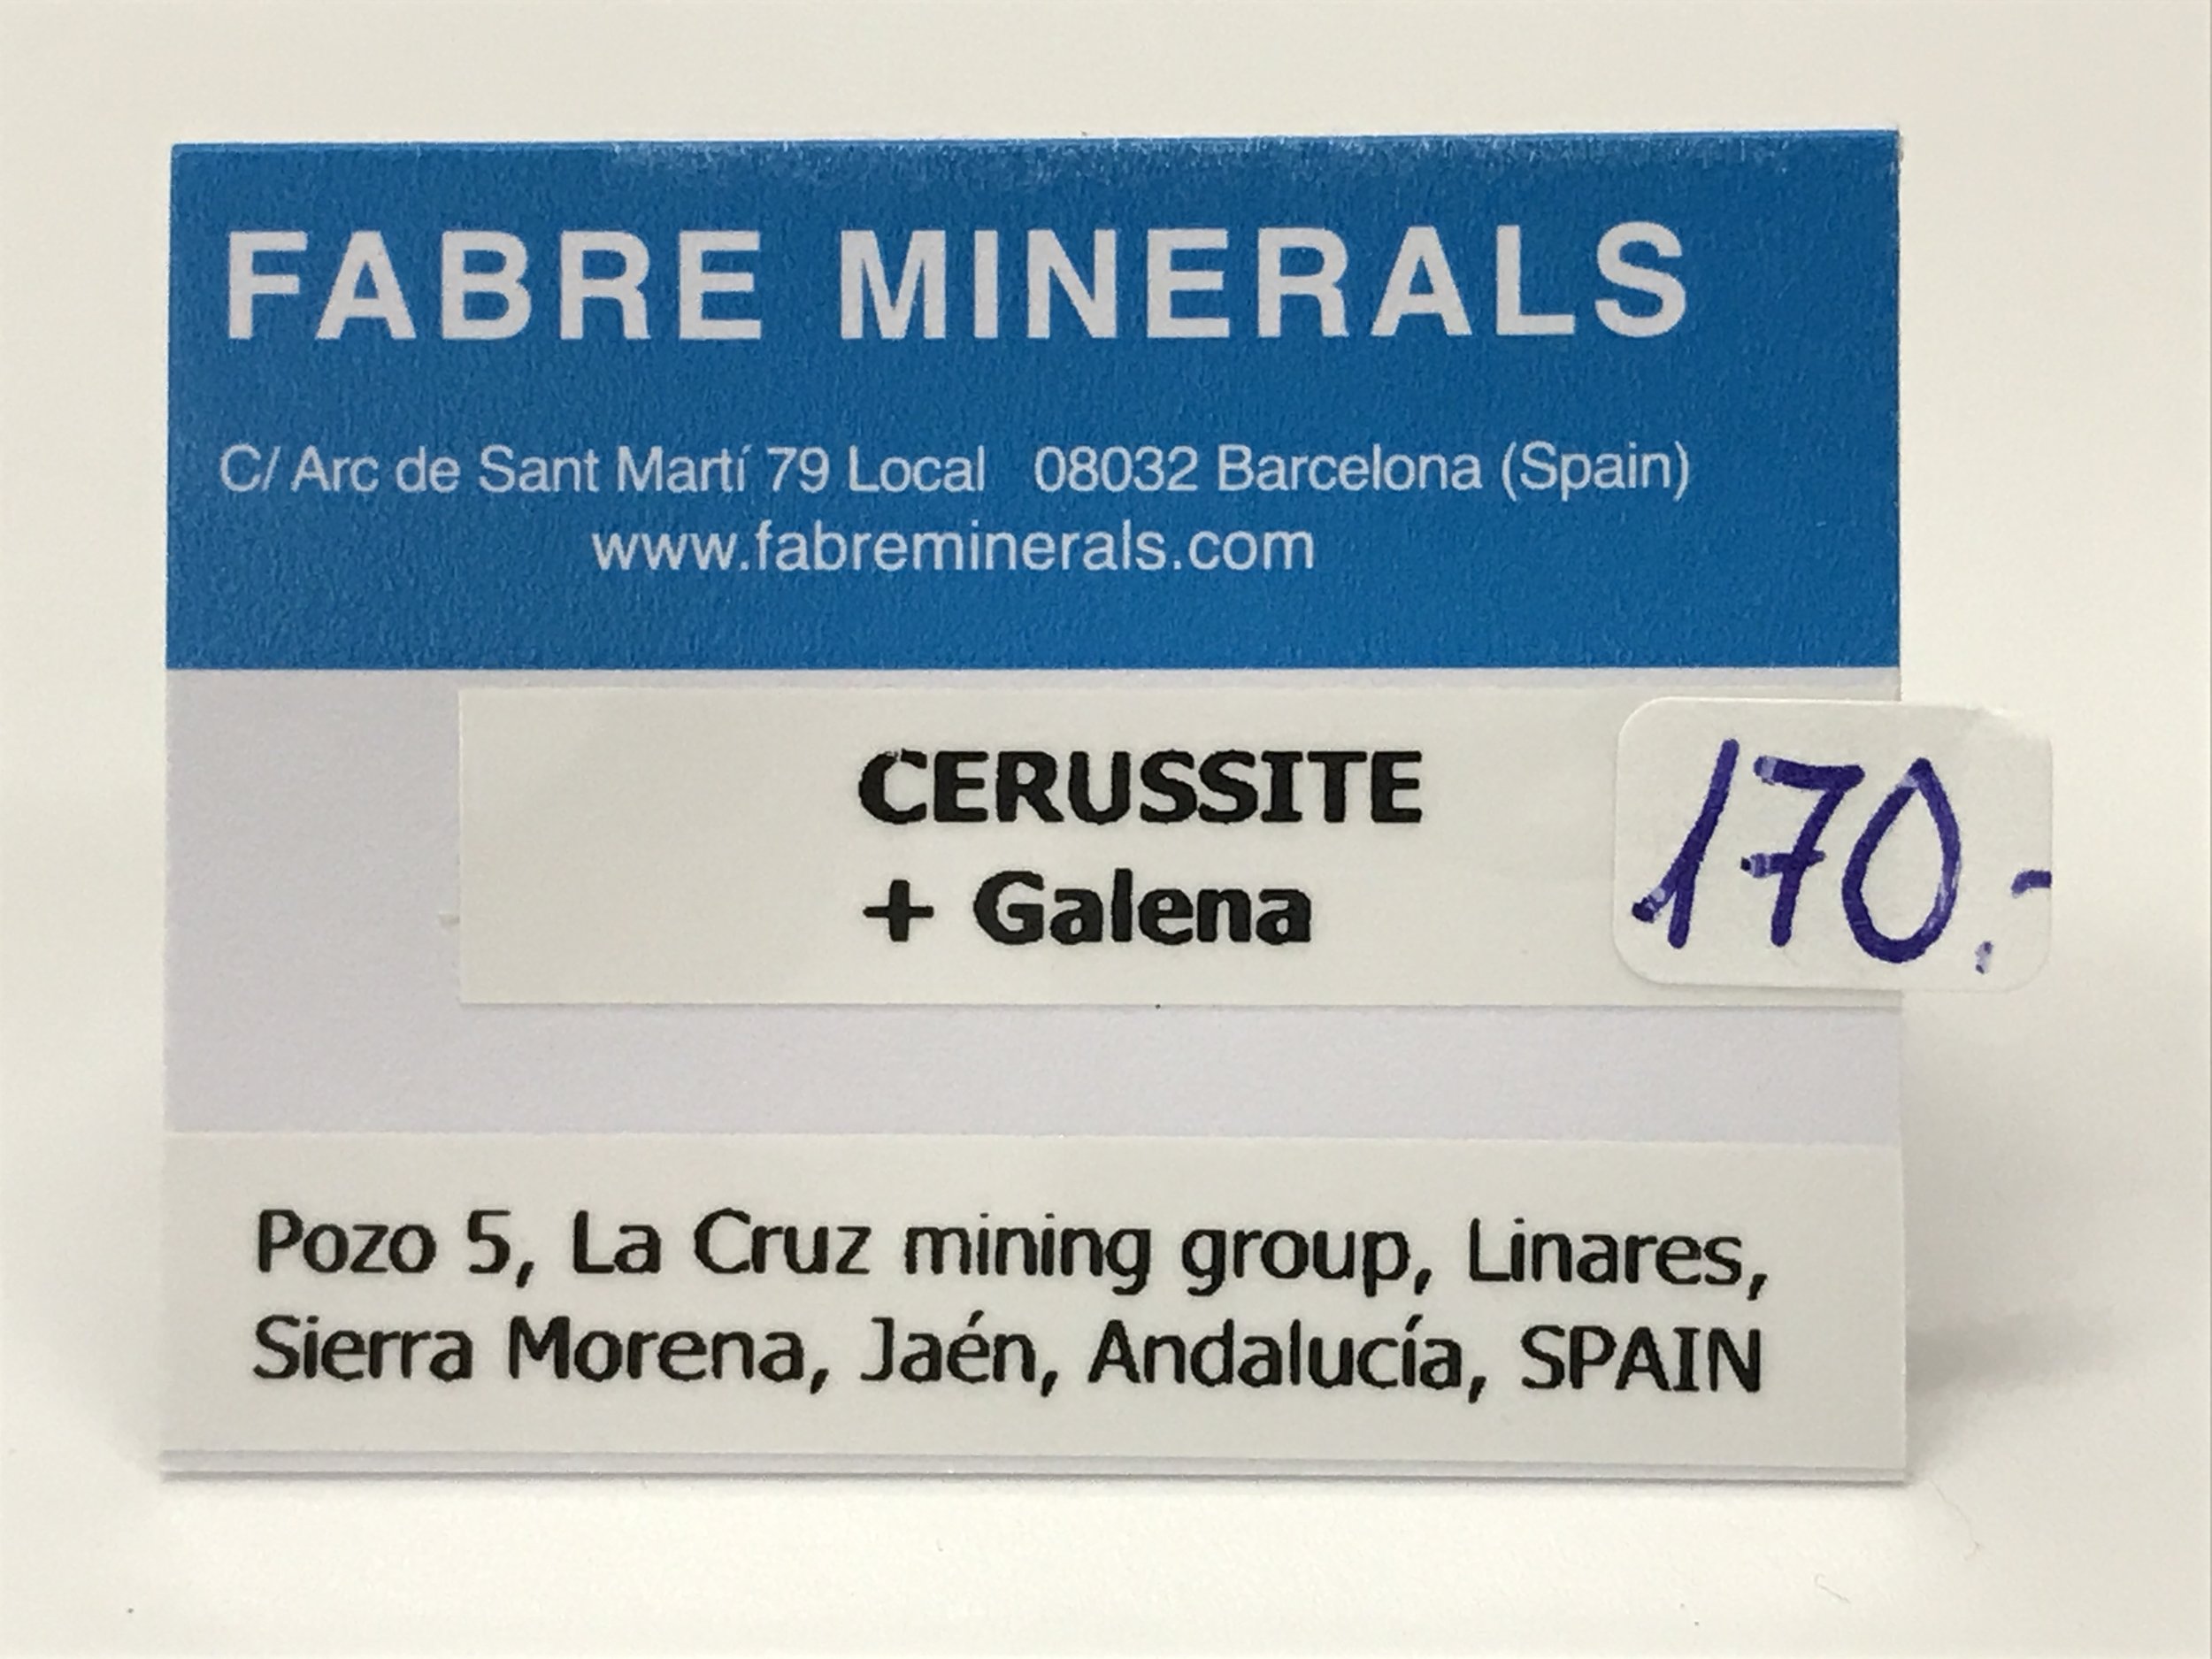 FABRE MINERALS
C/ Arc de Sant Martí 79 Local 08032 Barcelona (Spain)
www.fabreminerals.com
CERUSSITE
+ Galena
170.-
Pozo 5, La Cruz mining group, Linares,
Sierra Morena, Jaén, Andalucía, SPAIN